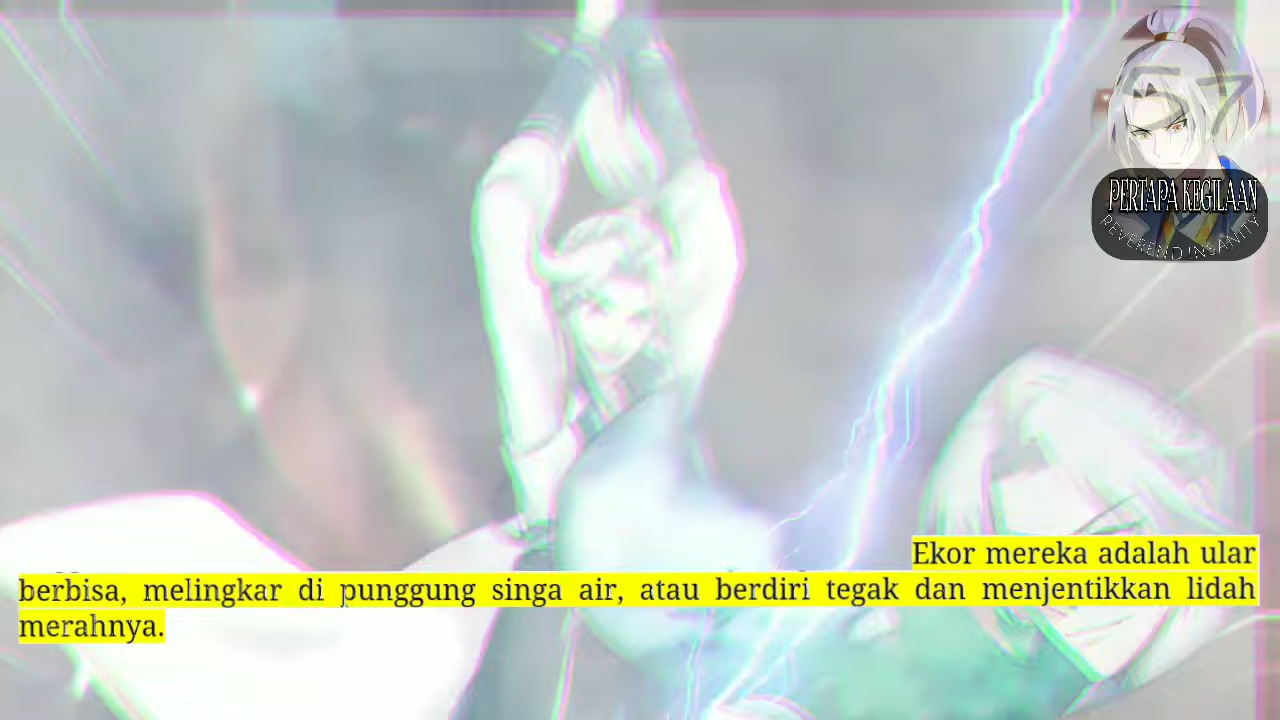 57
PERTAPA KEGILAAN
REVEREND INSANITY
Ekor mereka adalah ular
berbisa, melingkar di punggung singa air, atau berdiri tegak dan menjentikkan lidah
merahnya.